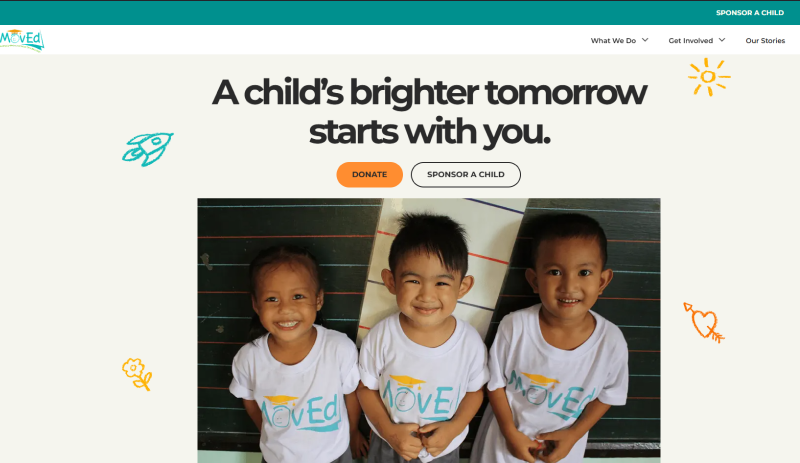 SPONSOR A CHILD
MovEd
What We Do
Get Involved
Our Stories
A child's brighter tomorrow
starts with you.
DONATE
SPONSOR A CHILD
MovEd
MovEd
MovEd